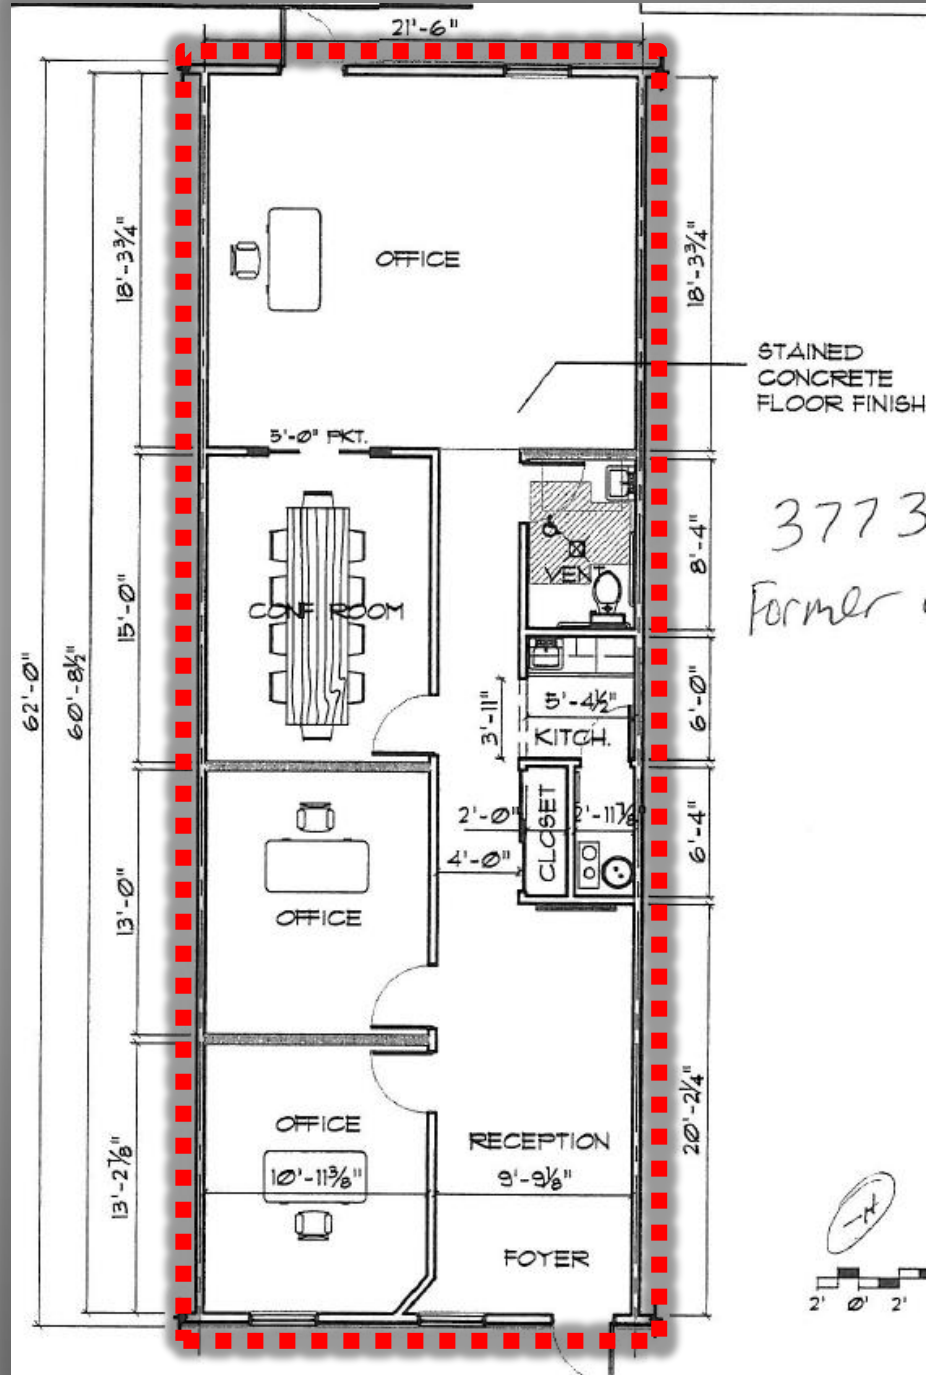 21'-6"
18'-3¾"
OFFICE
18'-3¾"
STAINED
CONCRETE
FLOOR FINISH
5'-0" PKT.
3773
8'-4"
VENT
Former
15'-0"
CONF ROOM
62'-0"
60'-8½"
3'-11"
5'-4½"
6'-0"
KITCH.
2'-0"
CLOSET
2'-11⅞
6'-4"
4'-0"
13'-0"
OFFICE
20'-2¼"
OFFICE
RECEPTION
13'-2⅞"
10'-11⅜"
9'-9⅛"
FOYER
2' 0' 2'